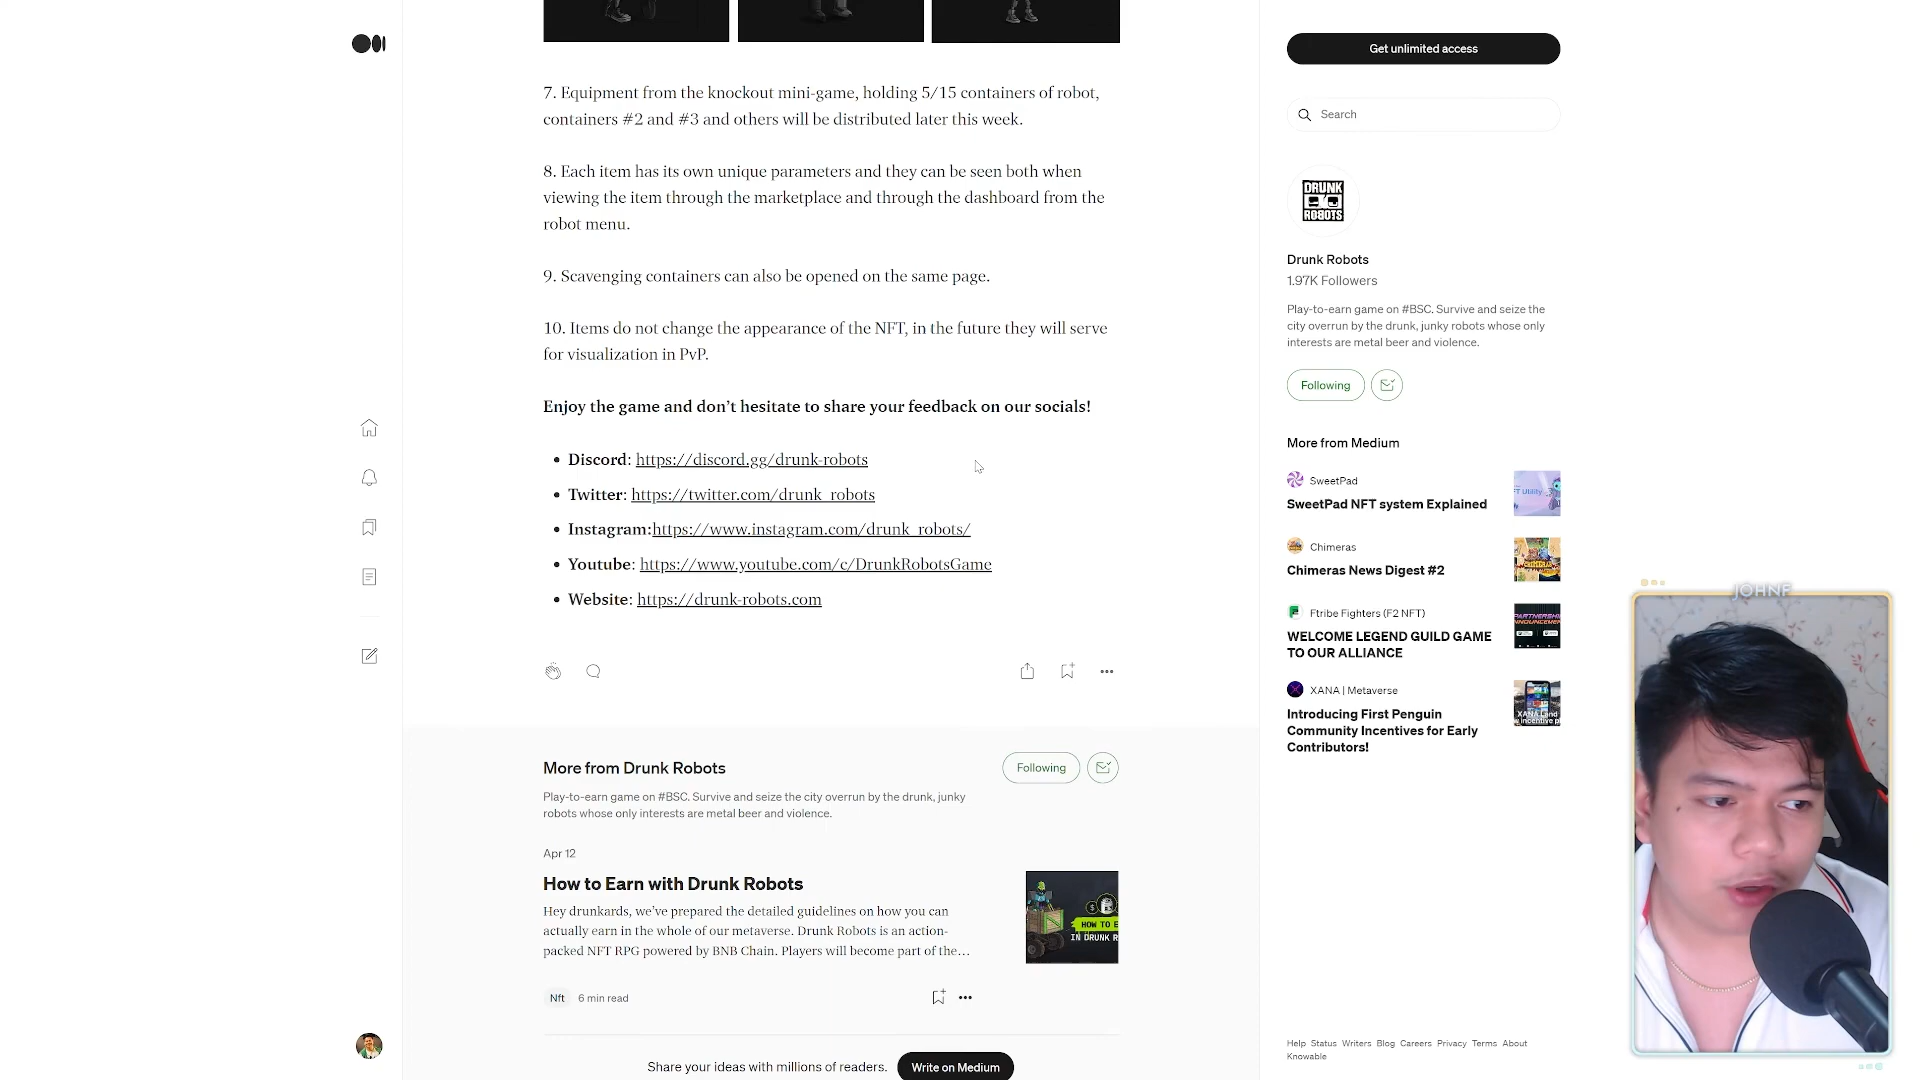 Get unlimited access
7. Equipment from the knockout mini-game, holding 5/15 containers of robot,
containers #2 and #3 and others will be distributed later this week.
Search
8. Each item has its own unique parameters and they can be seen both when
viewing the item through the marketplace and through the dashboard from the
robot menu.
DRUNK
ROBOTS
Drunk Robots
1.97K Followers
9. Scavenging containers can also be opened on the same page.
Play-to-earn game on #BSC. Survive and seize the
city overrun by the drunk, junky robots whose only
interests are metal beer and violence.
10. Items do not change the appearance of the NFT, in the future they will serve
for visualization in PvP.
Following
Enjoy the game and don't hesitate to share your feedback on our socials!
More from Medium
Discord: https://discord.gg/drunk-robots
Twitter: https://twitter.com/drunk_robots
Instagram:https://www.instagram.com/drunk_robots/
Youtube: https://www.youtube.com/c/DrunkRobotsGame
Website: https://drunk-robots.com
SweetPad
SweetPad NFT system Explained
Chimeras
Chimeras News Digest #2
Ftribe Fighters (F2 NFT)
WELCOME LEGEND GUILD GAME
TO OUR ALLIANCE
XANA | Metaverse
Introducing First Penguin
Community Incentives for Early
Contributors!
JOHNF
More from Drunk Robots
Following
Play-to-earn game on #BSC. Survive and seize the city overrun by the drunk, junky
robots whose only interests are metal beer and violence.
Apr 12
How to Earn with Drunk Robots
Hey drunkards, we've prepared the detailed guidelines on how you can
actually earn in the whole of our metaverse. Drunk Robots is an action-
packed NFT RPG powered by BNB Chain. Players will become part of the…
HOW TO E
IN DRUNK R
Nft 6 min read
Share your ideas with millions of readers.
Write on Medium
Help Status Writers Blog Careers Privacy Terms About
Knowable